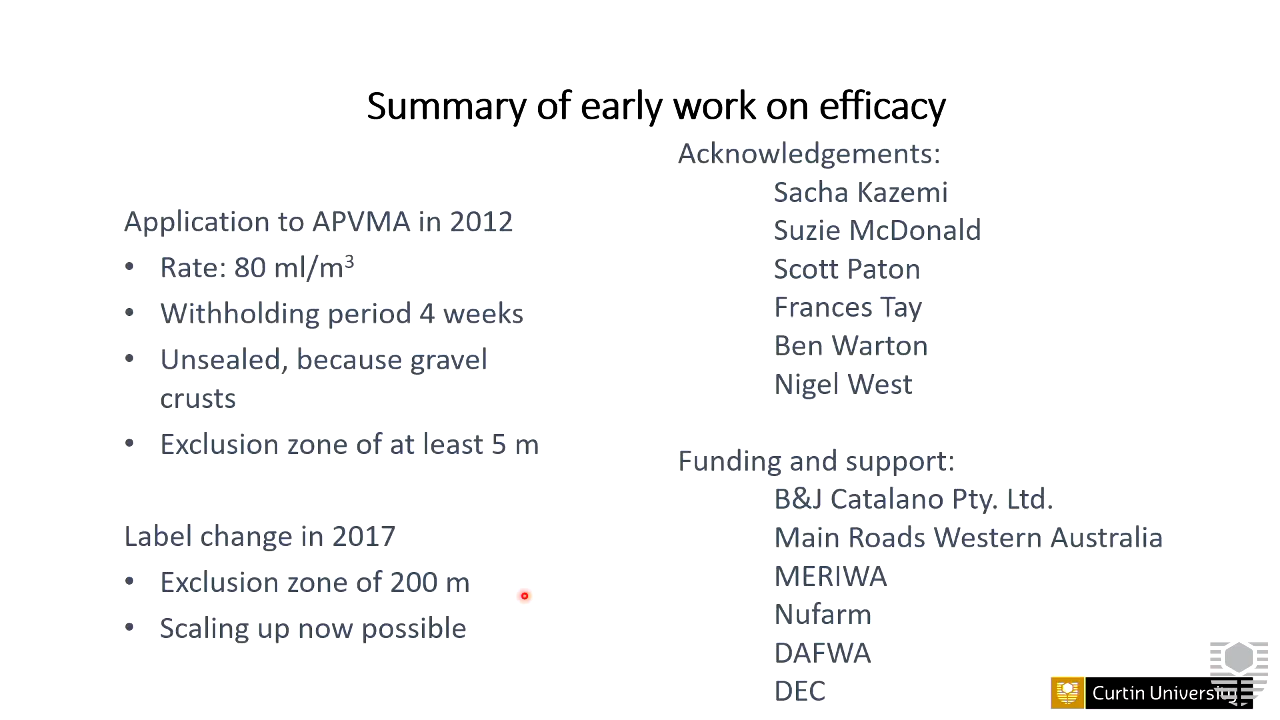 Summary of early work on efficacy
Application to APVMA in 2012
• Rate: 80 ml/m³
• Withholding period 4 weeks
• Unsealed, because gravel
crusts
• Exclusion zone of at least 5 m
Label change in 2017
• Exclusion zone of 200 m
• Scaling up now possible
Acknowledgements:
Sacha Kazemi
Suzie McDonald
Scott Paton
Frances Tay
Ben Warton
Nigel West
Funding and support:
B&J Catalano Pty. Ltd.
Main Roads Western Australia
MERIWA
Nufarm
DAFWA
DEC
Curtin University